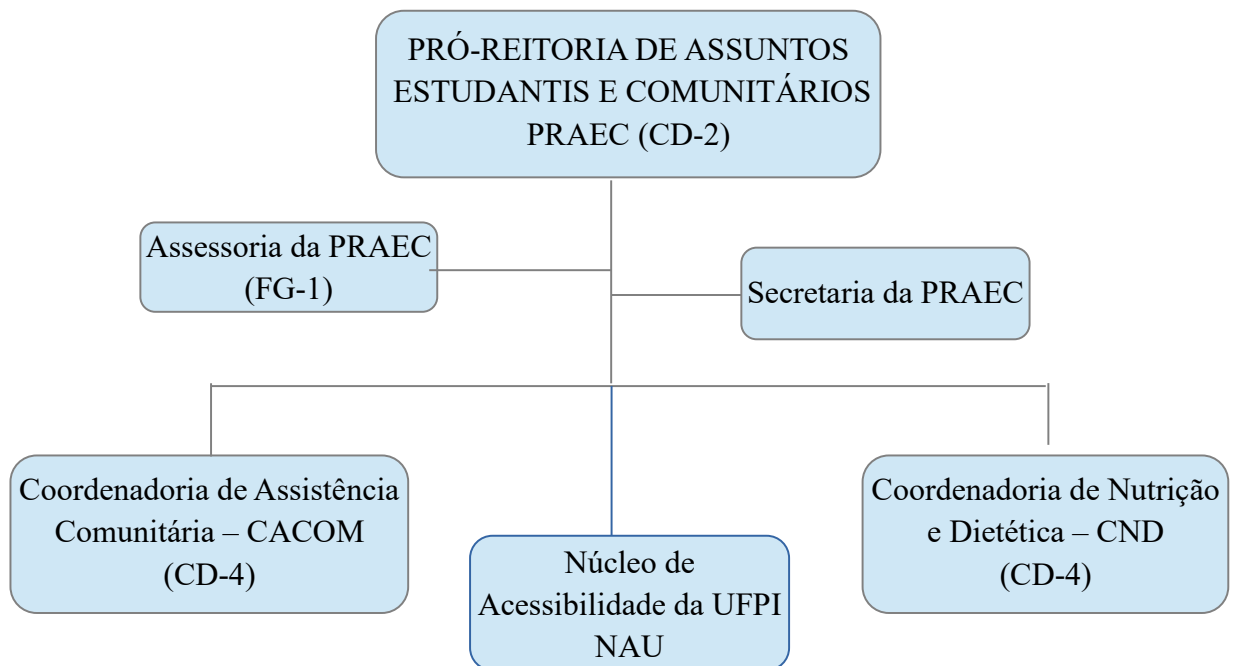 PRÓ-REITORIA DE ASSUNTOS
ESTUDANTIS E COMUNITÁRIOS
PRAEC (CD-2)
Assessoria da PRAEC
(FG-1)
Secretaria da PRAEC
Coordenadoria de Assistência
Comunitária – CACOM
(CD-4)
Núcleo de
Acessibilidade da UFPI
NAU
Coordenadoria de Nutrição
e Dietética – CND
(CD-4)